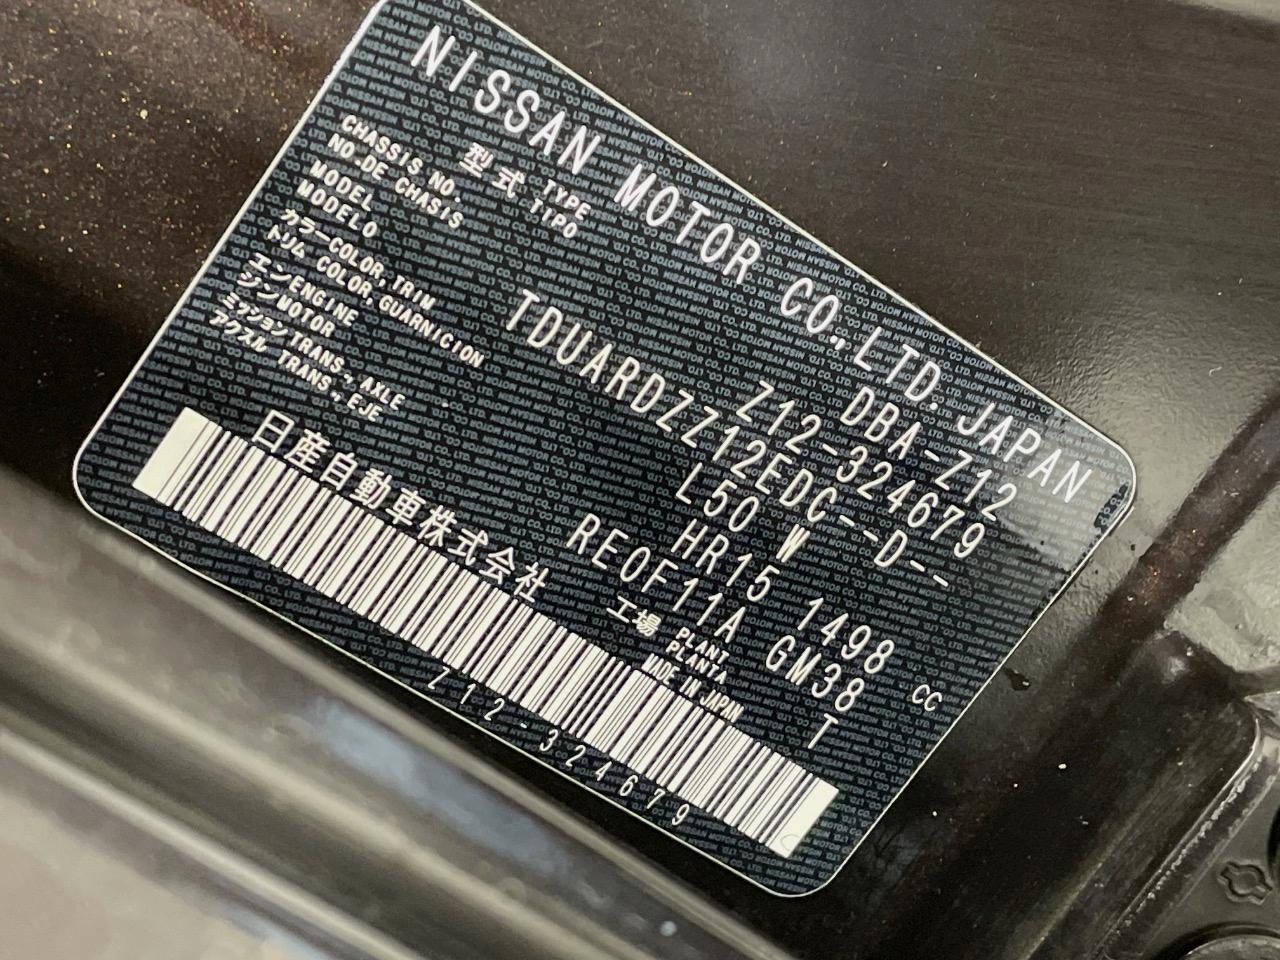 NISSAN MOTOR CO.,LTD. JAPAN
型式 TYPE TIPO DBA-Z12
CHASSIS NO.
NO.DE CHASIS
Z12-324679
MODEL
MODELO
TDUARDZZ12EDC--D--
カラー COLOR,TRIM
トリム COLOR,GUARNICION
L50 W
エンジン ENGINE
MOTOR
HR15 1498 CC
ミッション TRANS., AXLE
アクスル TRANS., EJE
RE0F11A GM38
日産自動車株式会社
工場 PLANT
PLANTA
T
MADE IN JAPAN
Z12-324679